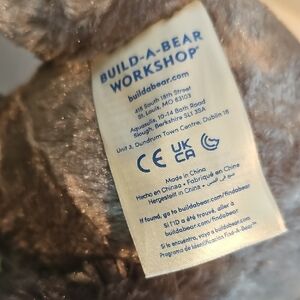 BUILD-A-BEAR
WORKSHOP®
buildabear.com
415 South 18th Street
St. Louis, MO 63103
Aquasulis, 10-14 Bath Road
Slough, Berkshire SL1 3SA
Unit 3, Dundrum Town Centre, Dublin 16
CE UK
CA
Made in China
Hecho en China • Fabriqué en Chine
Hergestellt in China •
If found, go to buildabear.com/findabear
Si l'ID a été trouvé, aller à
buildabear.com/findabear
Si lo encuentra, vaya a buildabear.com
Programa de Identificación Find-A-Bear